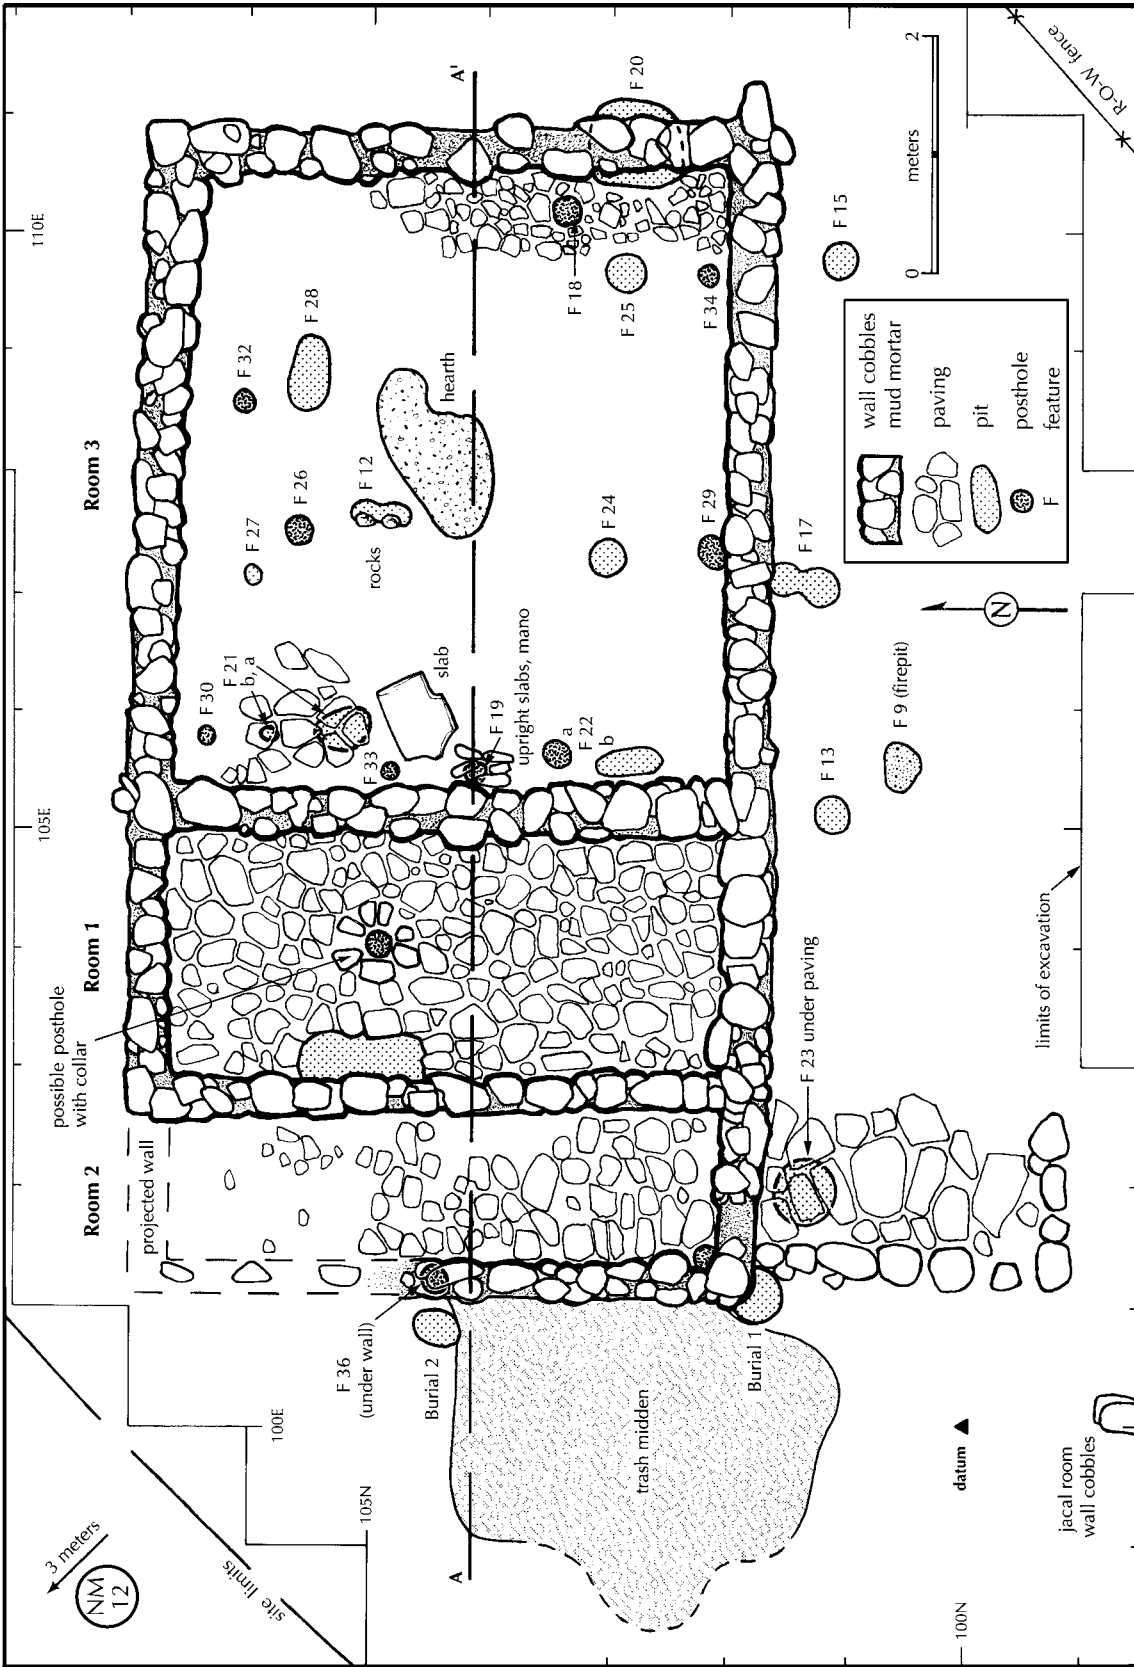 NM
12
3 meters
site limits
100E
105E
110E
105N
100N
Room 2
Room 1
Room 3
projected wall
possible posthole
with collar
F 36
(under wall)
Burial 2
Burial 1
trash midden
A
A'
F 30
F 21
b, a
F 33
slab
F 19
upright slabs, mano
a
F 22
b
F 27
F 26
F 12
rocks
F 32
F 28
hearth
F 24
F 29
F 18
F 25
F 34
F 20
F 15
F 17
F 13
F 9 (firepit)
F 23 under paving
limits of excavation
datum
jacal room
wall cobbles
N
wall cobbles
mud mortar
paving
pit
posthole
F
feature
0
meters
2
R-O-W fence